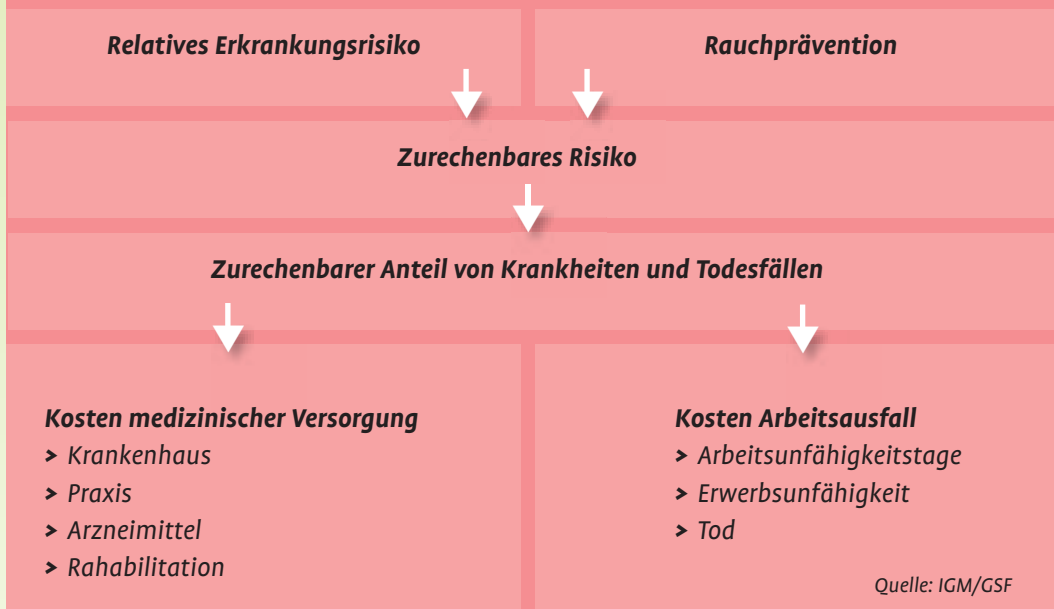 Relatives Erkrankungsrisiko
Rauchprävention
Zurechenbares Risiko
Zurechenbarer Anteil von Krankheiten und Todesfällen
Kosten medizinischer Versorgung
> Krankenhaus
> Praxis
> Arzneimittel
> Rahabilitation
Kosten Arbeitsausfall
> Arbeitsunfähigkeitstage
> Erwerbsunfähigkeit
> Tod
Quelle: IGM/GSF